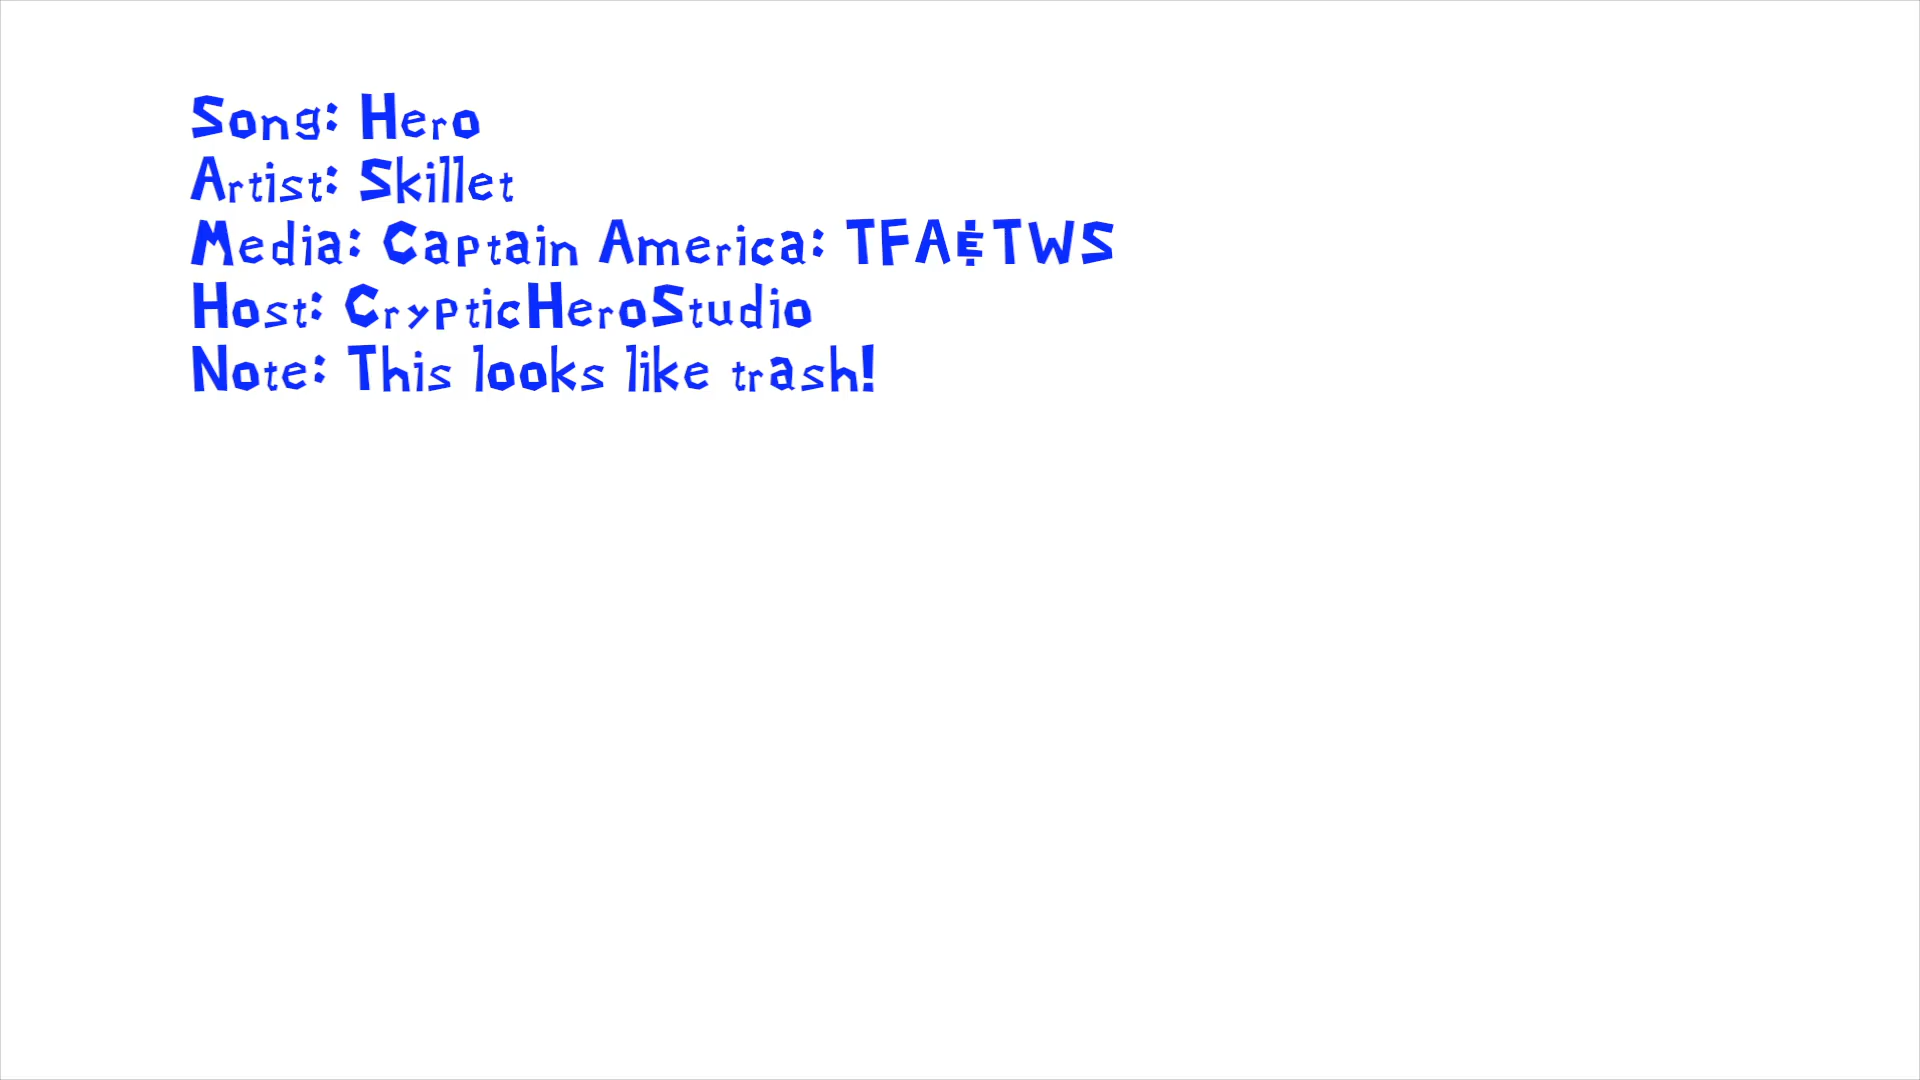 Song: Hero
Artist: Skillet
Media: Captain America: TFA&TWS
Host: CrypticHeroStudio
Note: This looks like trash!